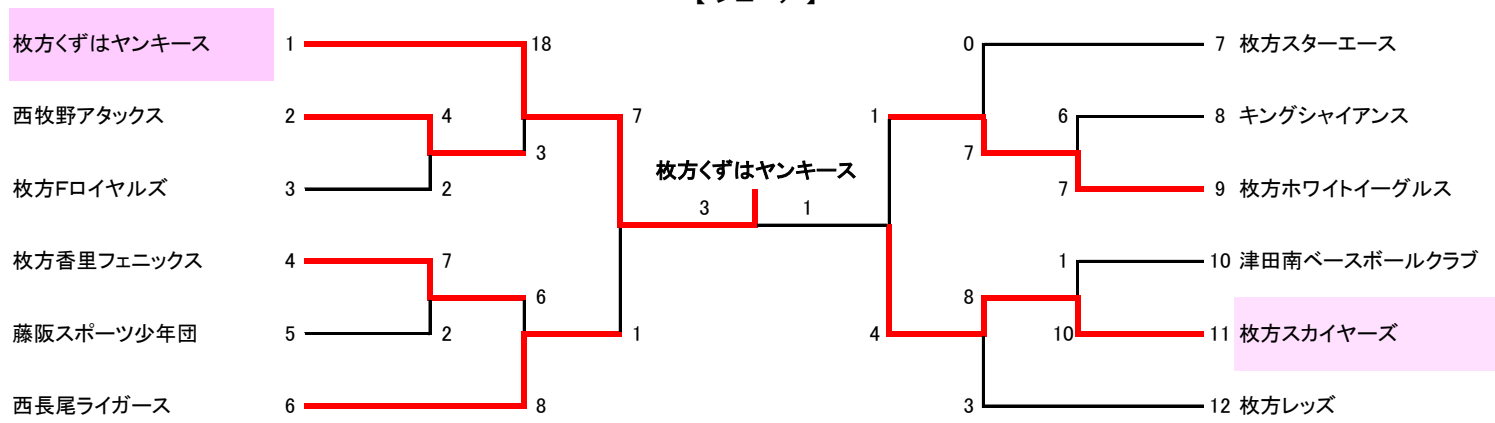 枚方くずはヤンキース 1 18 0 7 枚方スターエース
西牧野アタックス 2 4 7 1 6 8 キングシャイアンス
3 7
枚方くずはヤンキース
枚方Fロイヤルズ 3 2 7 9 枚方ホワイトイーグルス
3 1
枚方香里フェニックス 4 7 1 10 津田南ベースボールクラブ
6 8
藤阪スポーツ少年団 5 2 1 4 10 11 枚方スカイヤーズ
西長尾ライガース 6 8 3 12 枚方レッズ